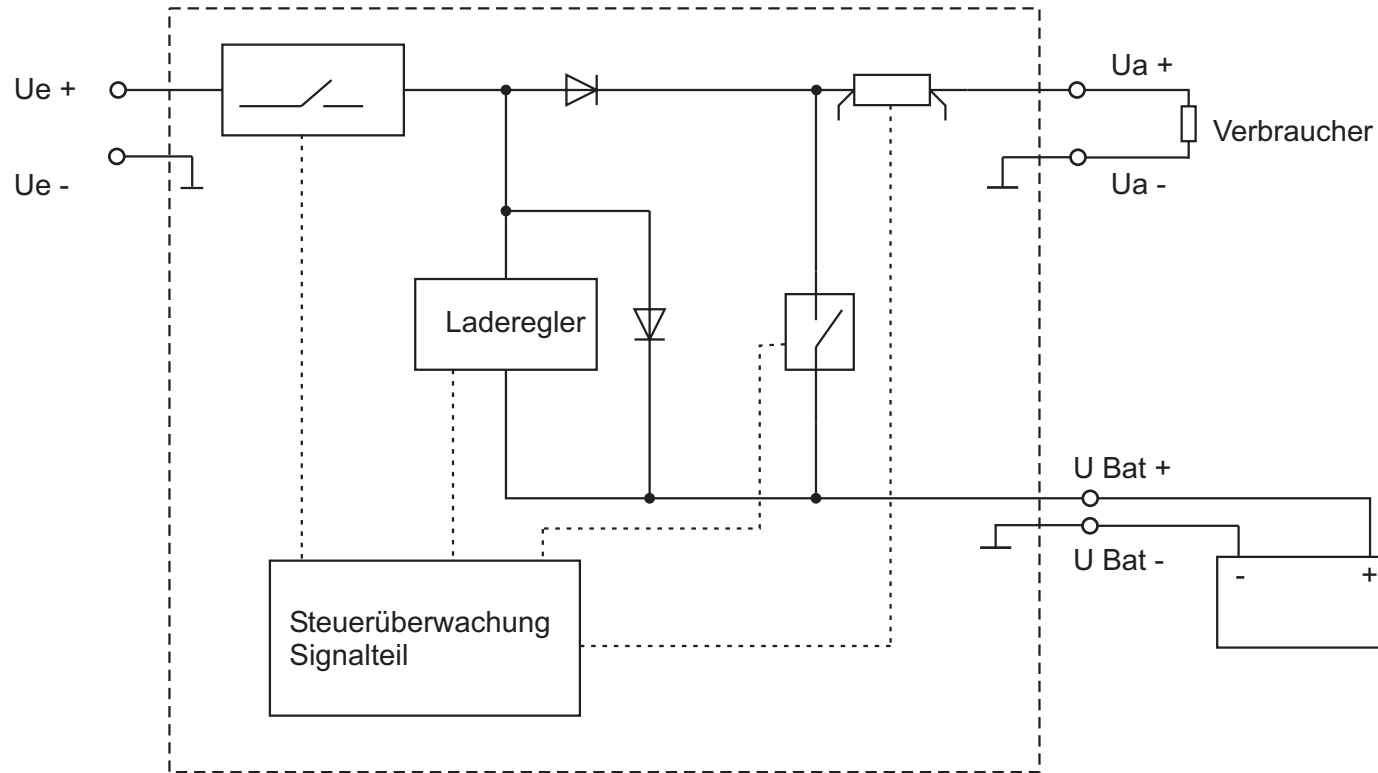 Ue +
Ue -
Ua +
Verbraucher
Ua -
Laderegler
U Bat +
U Bat -
- +
Steuerüberwachung
Signalteil